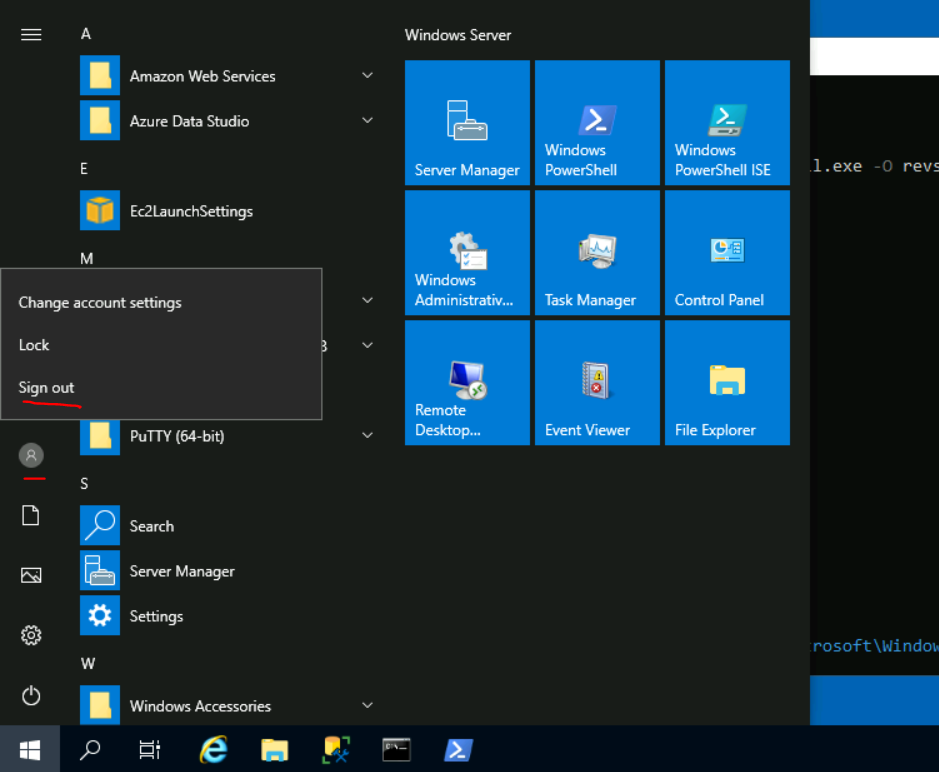 A
Amazon Web Services
Azure Data Studio
E
Ec2LaunchSettings
M
Change account settings
Lock
Sign out
PuTTY (64-bit)
S
Search
Server Manager
Settings
W
Windows Accessories
Windows Server
Server Manager
Windows
PowerShell
Windows
PowerShell ISE
Windows
Administrativ...
Task Manager
Control Panel
Remote
Desktop...
Event Viewer
File Explorer
l.exe -O revs
rosoft\Window